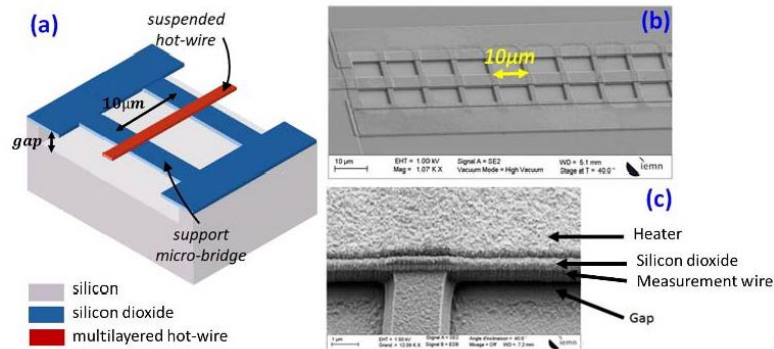 (a)
suspended
hot-wire
10μm
gap
support
micro-bridge
silicon
silicon dioxide
multilayered hot-wire
(b)
10μm
10 μm
EHT = 1.00 kV
Signal A = SE2
WD = 5.1 mm
Mag = 1.07 K X
Vacuum Mode = High Vacuum
Stage at T = 40.0°
iemn
(c)
Heater
Silicon dioxide
Measurement wire
Gap
1 μm